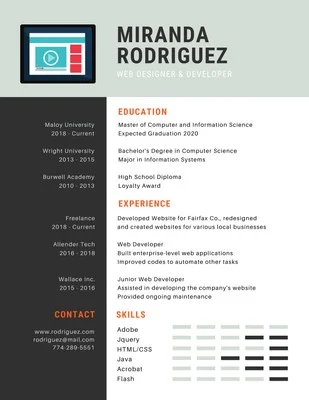 MIRANDA
RODRIGUEZ
WEB DESIGNER & DEVELOPER
EDUCATION
Maloy University
2018 - Current
Master of Computer and Information Science
Expected Graduation 2020
Wright University
2013 - 2015
Bachelor's Degree in Computer Science
Major in Information Systems
Burwell Academy
2010 - 2013
High School Diploma
Loyalty Award
EXPERIENCE
Freelance
2018 - Current
Developed Website for Fairfax Co., redesigned
and created websites for various local businesses
Allender Tech
2016 - 2018
Web Developer
Built enterprise-level web applications
Improved codes to automate other tasks
Wallace Inc.
2015 - 2016
Junior Web Developer
Assisted in developing the company's website
Provided ongoing maintenance
CONTACT
www.rodriguez.com
rodriguez@mail.com
774-289-5551
SKILLS
Adobe
Jquery
HTML/CSS
Java
Acrobat
Flash